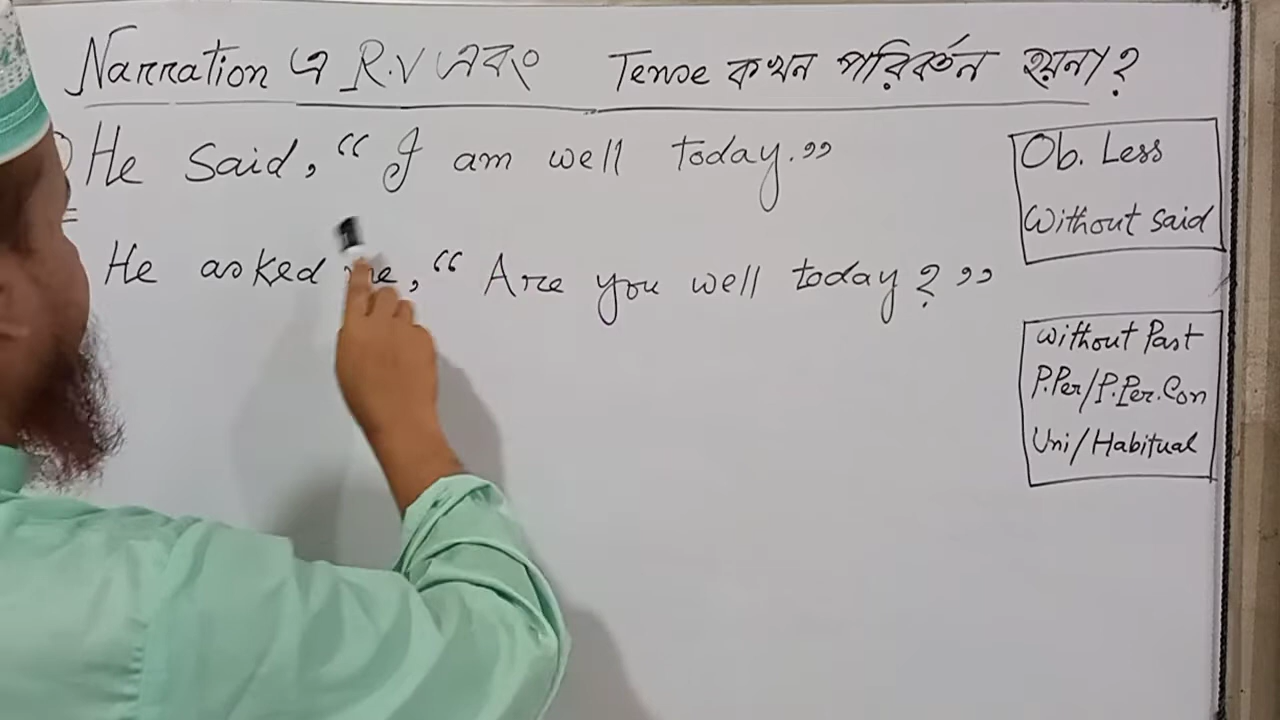 Narration এ R.V এবং Tense কখন পরিবর্তন হয়না?
He said, “I am well today.”
He asked me, “Are you well today?”
Ob. Less
Without said
Without Past
P.Per/P.Per.Con
Uni/Habitual